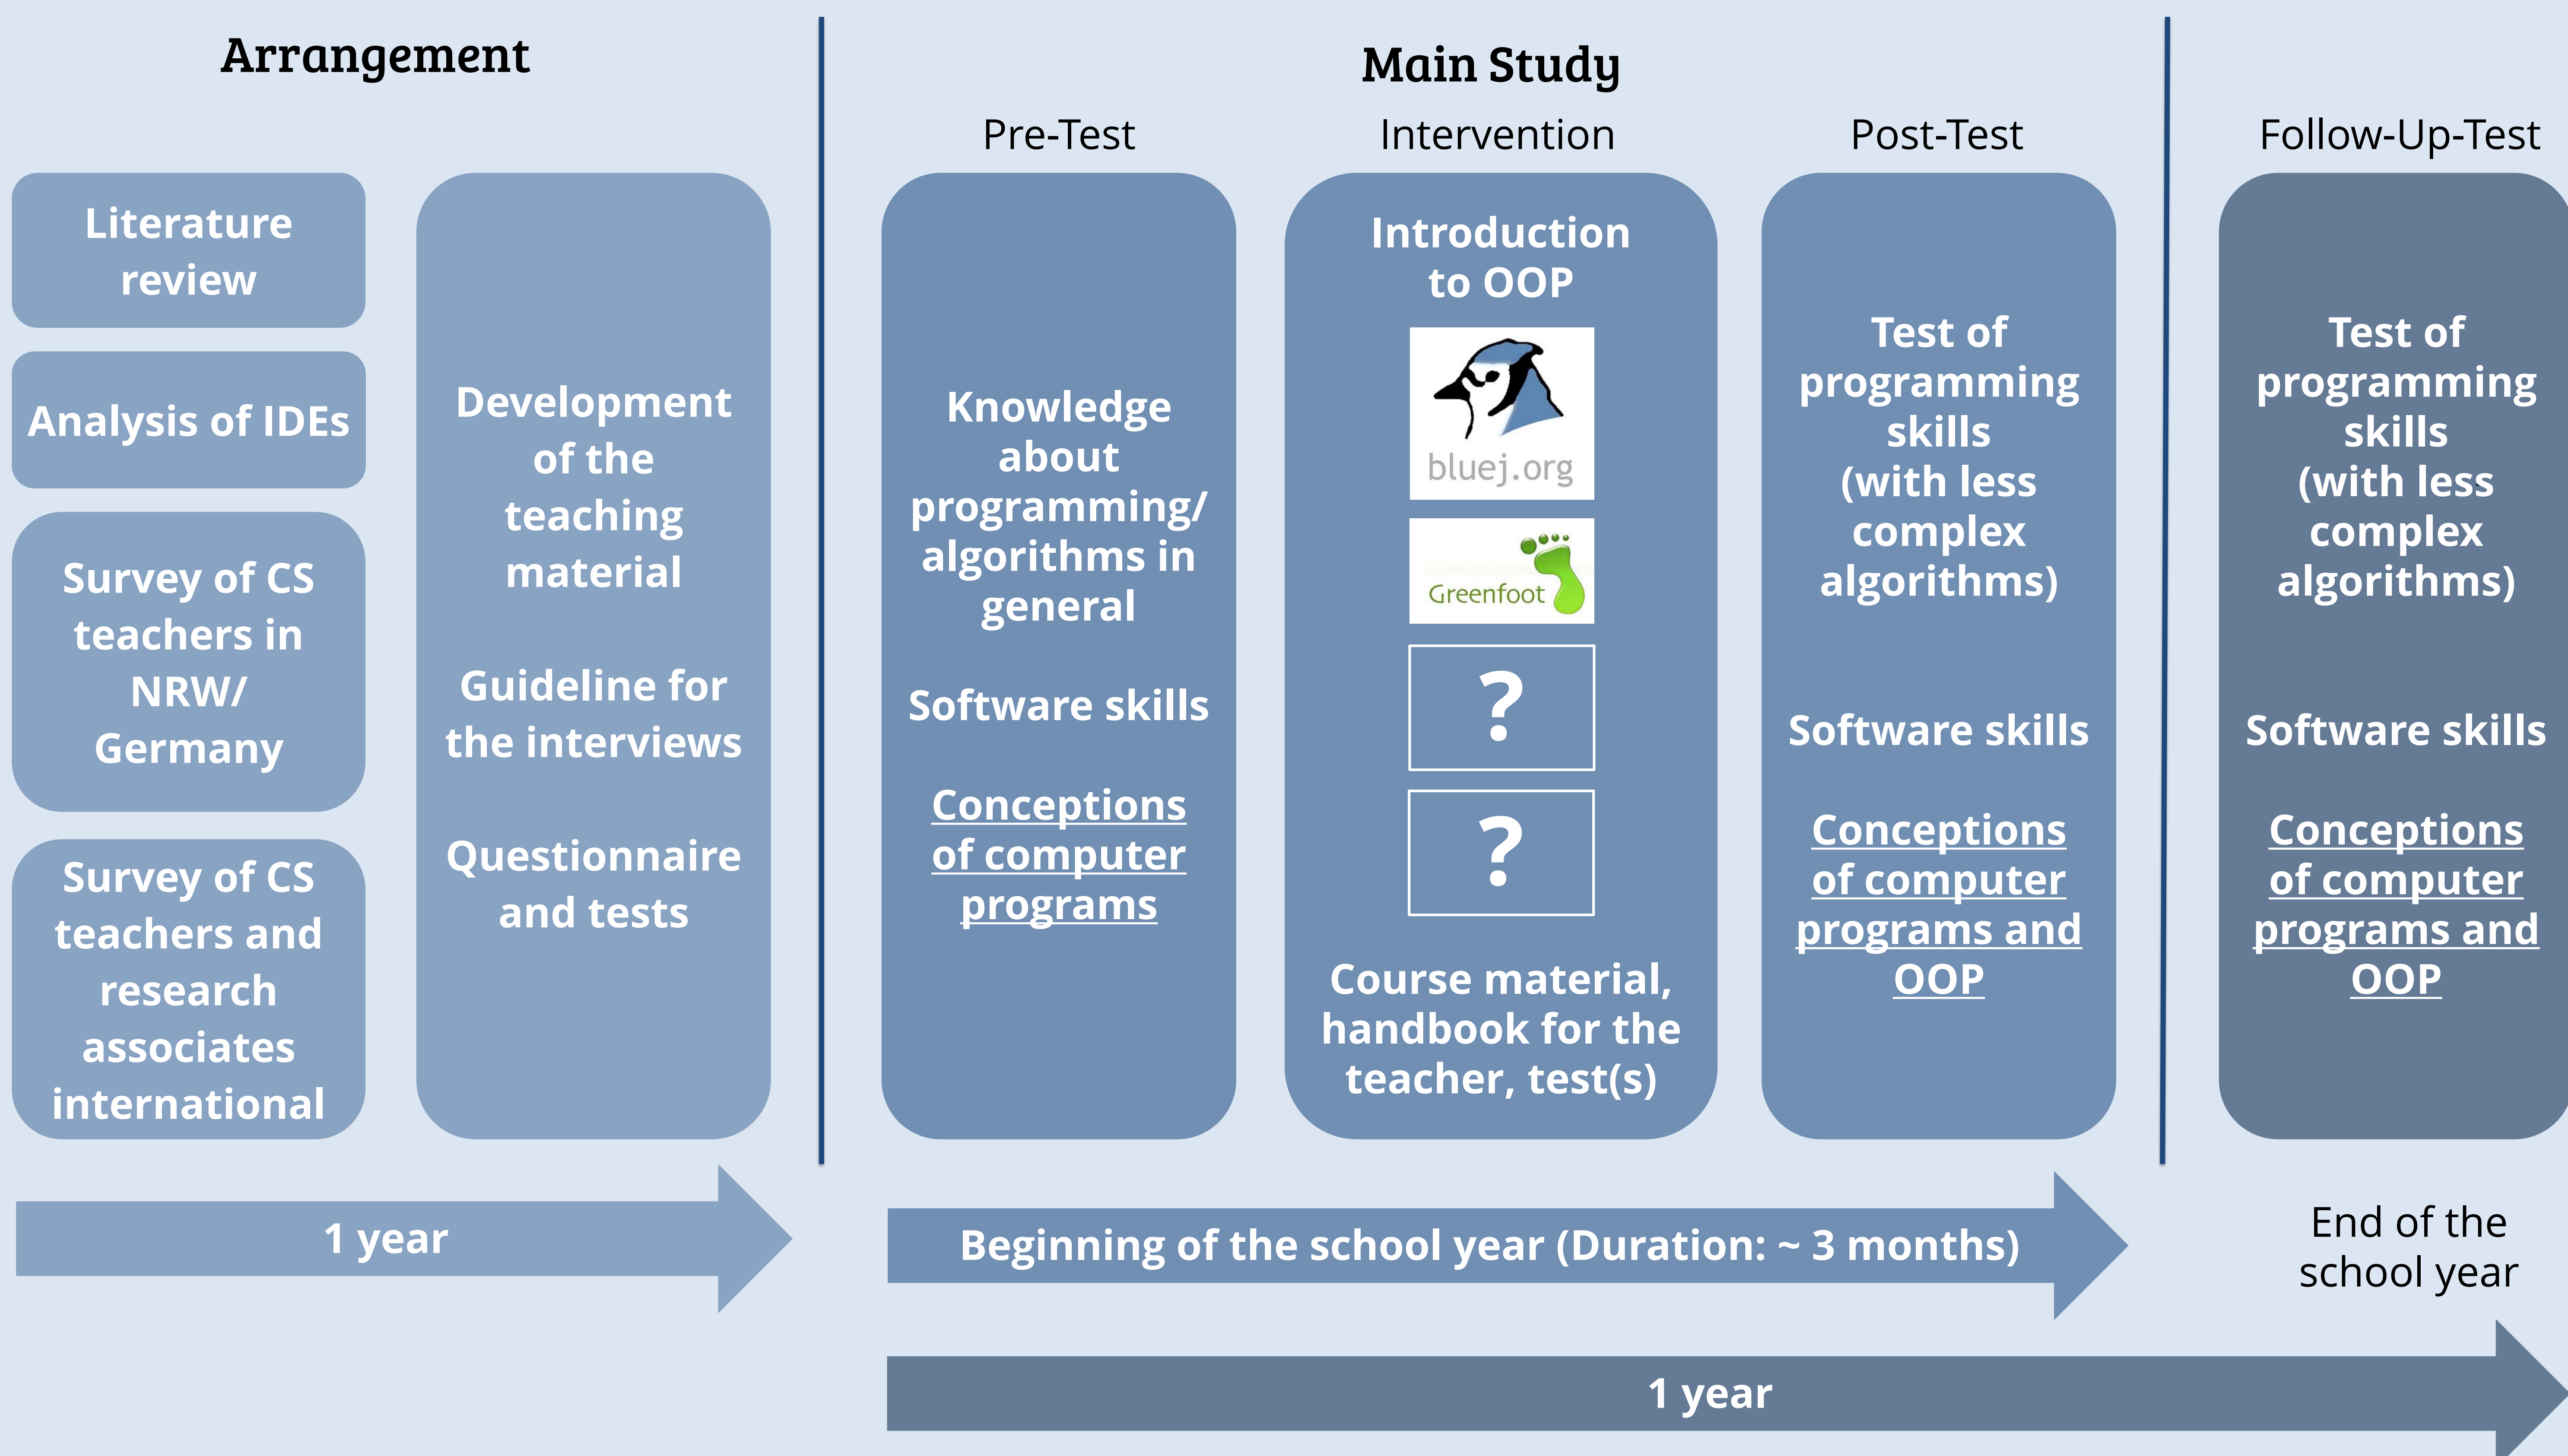 Arrangement
Literature
review
Analysis of IDEs
Survey of CS
teachers in
NRW/
Germany
Survey of CS
teachers and
research
associates
international
Development
of the
teaching
material
Guideline for
the interviews
Questionnaire
and tests
1 year
Main Study
Pre-Test
Knowledge
about
programming/
algorithms in
general
Software skills
Conceptions
of computer
programs
Intervention
Introduction
to OOP
bluej.org
Greenfoot
?
?
Course material,
handbook for the
teacher, test(s)
Post-Test
Test of
programming
skills
(with less
complex
algorithms)
Software skills
Conceptions
of computer
programs and
OOP
Beginning of the school year (Duration: ~ 3 months)
Follow-Up-Test
Test of
programming
skills
(with less
complex
algorithms)
Software skills
Conceptions
of computer
programs and
OOP
End of the
school year
1 year